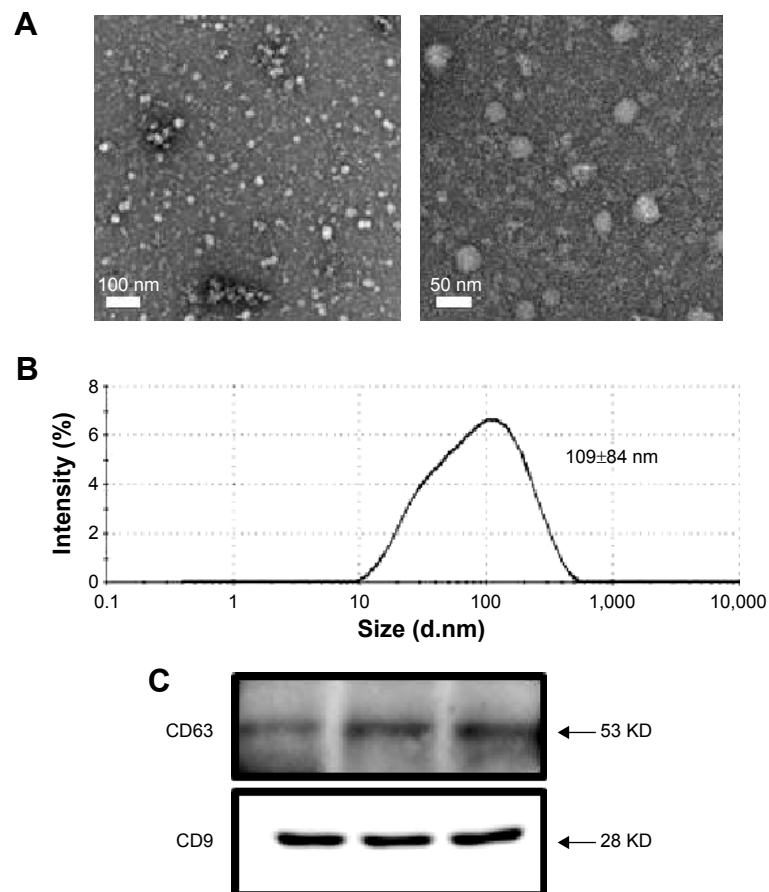 A
100 nm
50 nm
B
8
6
4
2
0
Intensity (%)
109±84 nm
0.1 1 10 100 1,000 10,000
Size (d.nm)
C
CD63
53 KD
CD9
28 KD